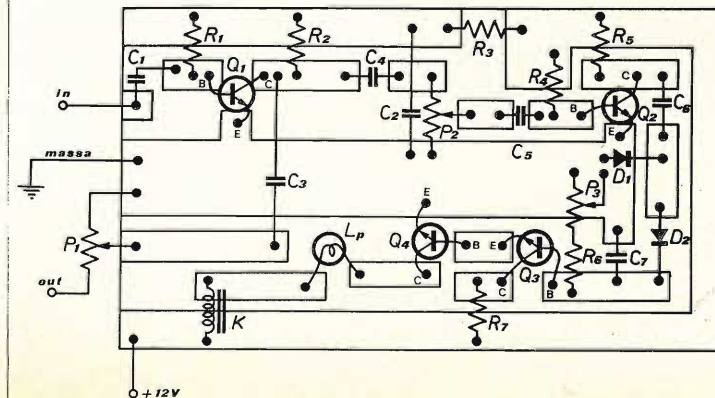 R1
R2
R3
R5
C1
Q1
C4
R4
B
C
C
in
E
C2
P2
B
Q2
C6
E
C5
massa
D1
C3
P3
E
P1
Lp
Q4
B
E
R6
C7
D2
out
C
C
Q3
B
K
R7
+12V